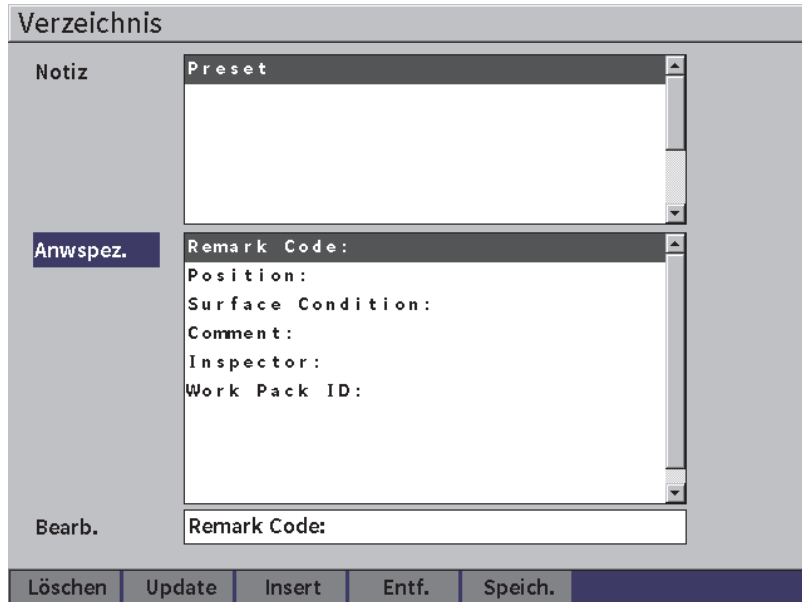 Verzeichnis
Notiz
Preset
Anwspez.
Remark Code:
Position:
Surface Condition:
Comment:
Inspector:
Work Pack ID:
Bearb.
Remark Code:
Löschen Update Insert Entf. Speich.